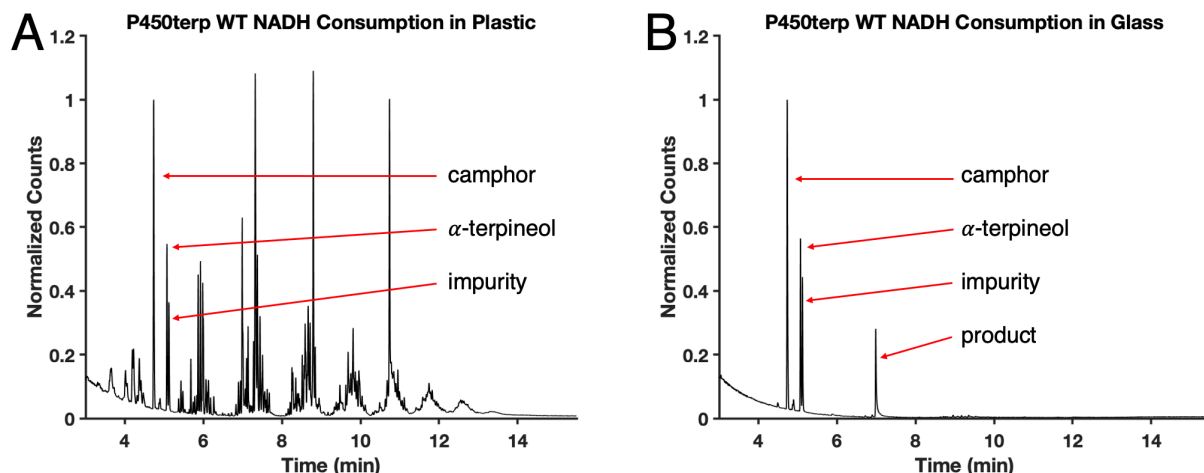 A
P450terp WT NADH Consumption in Plastic
1.2
1
0.8
0.6
0.4
0.2
0
Normalized Counts
camphor
α-terpineol
impurity
4 6 8 10 12 14
Time (min)
B
P450terp WT NADH Consumption in Glass
1.2
1
0.8
0.6
0.4
0.2
0
Normalized Counts
camphor
α-terpineol
impurity
product
4 6 8 10 12 14
Time (min)